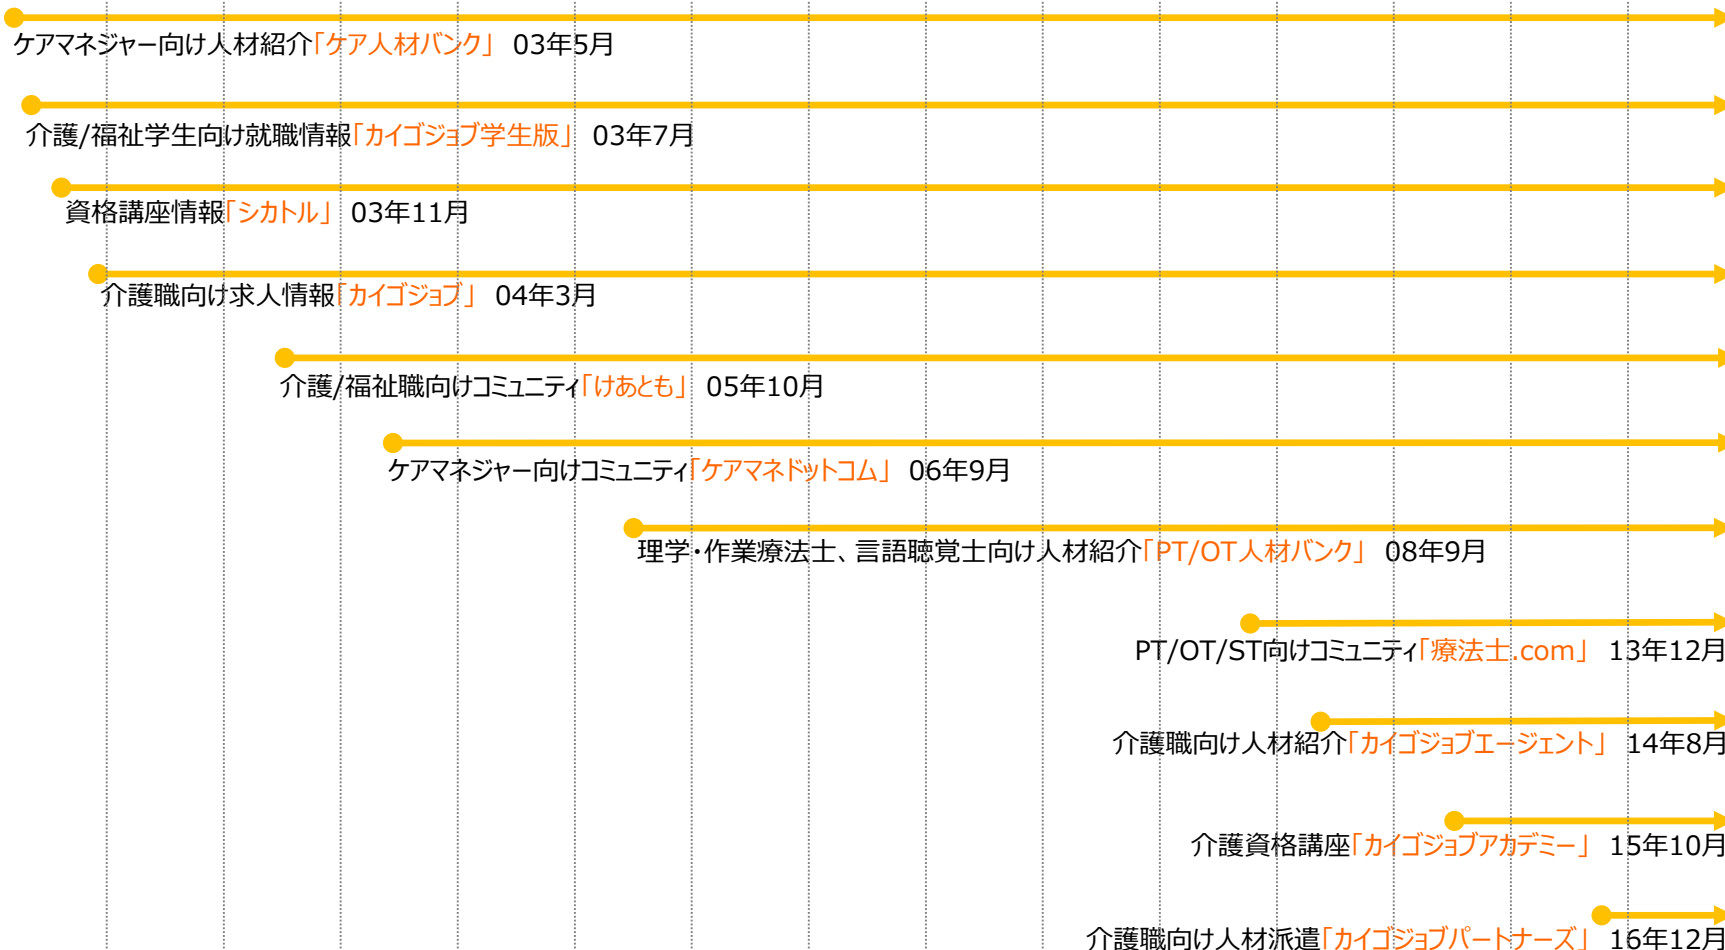 ケアマネジャー向け人材紹介「ケア人材バンク」 03年5月
介護/福祉学生向け就職情報「カイゴジョブ学生版」 03年7月
資格講座情報「シカトル」 03年11月
介護職向け求人情報「カイゴジョブ」 04年3月
介護/福祉職向けコミュニティ「けあとも」 05年10月
ケアマネジャー向けコミュニティ「ケアマネドットコム」 06年9月
理学・作業療法士、言語聴覚士向け人材紹介「PT/OT人材バンク」 08年9月
PT/OT/ST向けコミュニティ「療法士.com」 13年12月
介護職向け人材紹介「カイゴジョブエージェント」 14年8月
介護資格講座「カイゴジョブアカデミー」 15年10月
介護職向け人材派遣「カイゴジョブパートナーズ」 16年12月